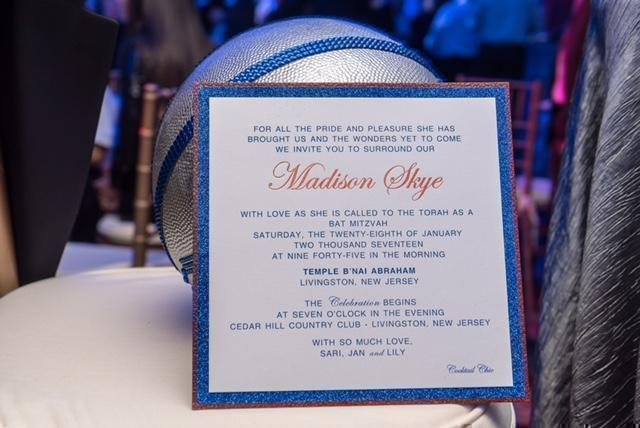 FOR ALL THE PRIDE AND PLEASURE SHE HAS
BROUGHT US AND THE WONDERS YET TO COME
WE INVITE YOU TO SURROUND OUR
Madison Skye
WITH LOVE AS SHE IS CALLED TO THE TORAH AS A
BAT MITZVAH
SATURDAY, THE TWENTY-EIGHTH OF JANUARY
TWO THOUSAND SEVENTEEN
AT NINE FORTY-FIVE IN THE MORNING
TEMPLE B'NAI ABRAHAM
LIVINGSTON, NEW JERSEY
THE Celebration BEGINS
AT SEVEN O'CLOCK IN THE EVENING
CEDAR HILL COUNTRY CLUB - LIVINGSTON, NEW JERSEY
WITH SO MUCH LOVE,
SARI, JAN and LILY
Cocktail Chic